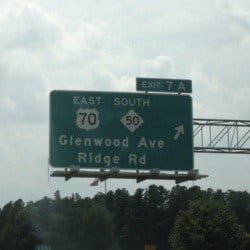 EXIT 7A
EAST SOUTH
70 50
Glenwood Ave
Ridge Rd